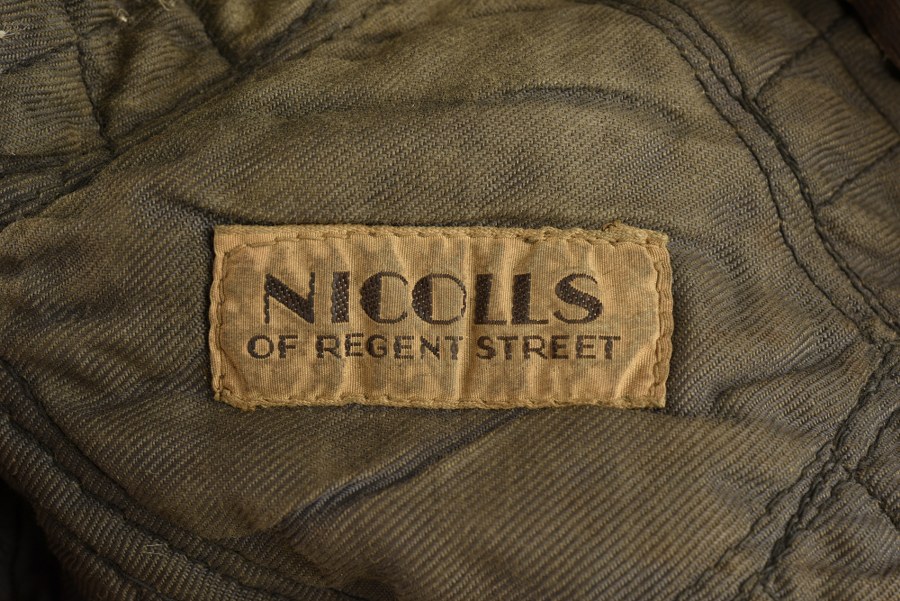 NICOLLS
OF REGENT STREET